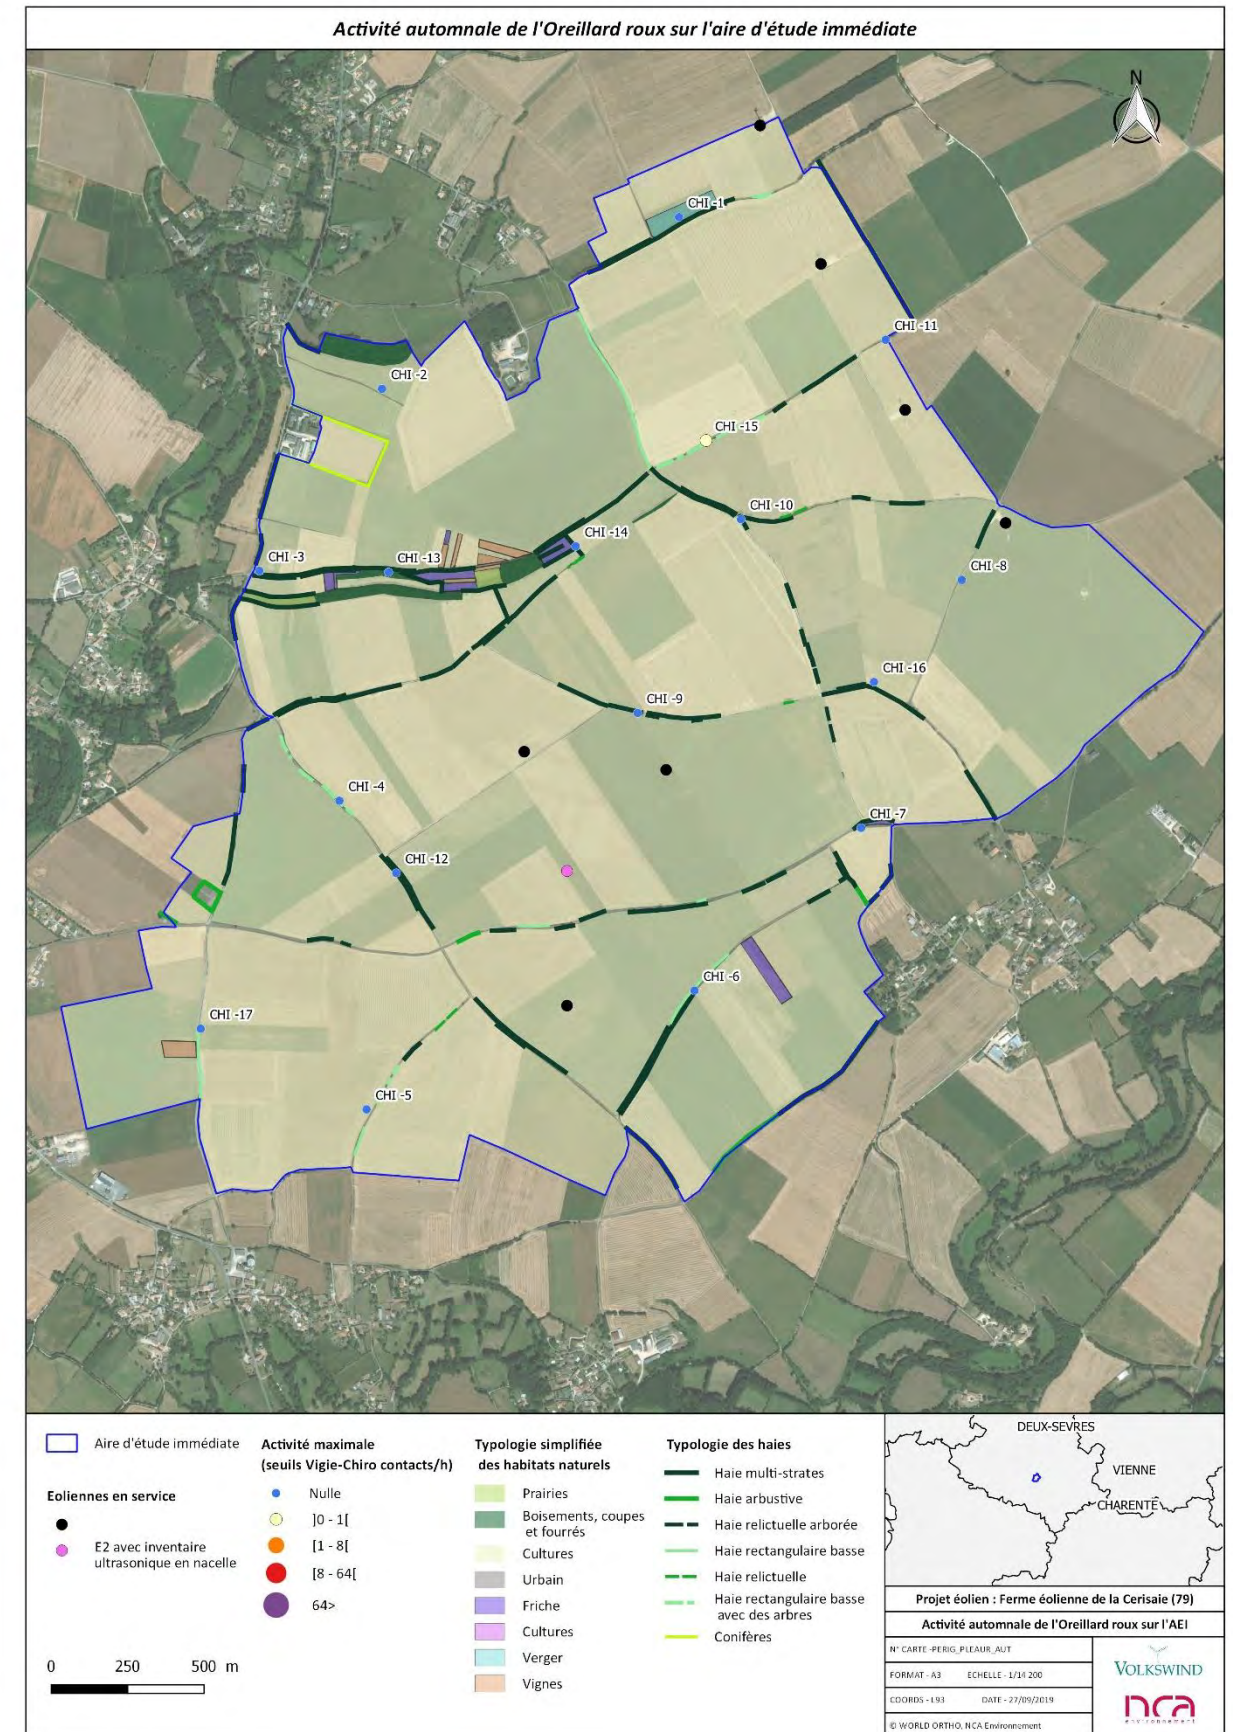 Activité automnale de l'Oreillard roux sur l'aire d'étude immédiate
N
CHI -1
CHI -11
CHI -2
CHI -15
CHI -10
CHI -14
CHI -3
CHI -13
CHI -8
CHI -16
CHI -9
CHI -4
CHI -7
CHI -12
CHI -6
CHI -17
CHI -5
Aire d'étude immédiate
Eoliennes en service
E2 avec inventaire
ultrasonique en nacelle
0 250 500 m
Activité maximale
(seuils Vigie-Chiro contacts/h)
Nulle
]0 - 1[
[1 - 8[
[8 - 64[
64>
Typologie simplifiée
des habitats naturels
Prairies
Boisements, coupes
et fourrés
Cultures
Urbain
Friche
Cultures
Verger
Vignes
Typologie des haies
Haie multi-strates
Haie arbustive
Haie relictuelle arborée
Haie rectangulaire basse
Haie relictuelle
Haie rectangulaire basse
avec des arbres
Conifères
DEUX-SEVRES
VIENNE
CHARENTE
Projet éolien : Ferme éolienne de la Cerisaie (79)
Activité automnale de l'Oreillard roux sur l'AEI
N° CARTE -PERIG_PLEAUR_AUT
FORMAT - A3 ECHELLE - 1/14 200
COORDS - L93 DATE - 27/09/2019
© WORLD ORTHO, NCA Environnement
VOLKSWIND
nca
environnement